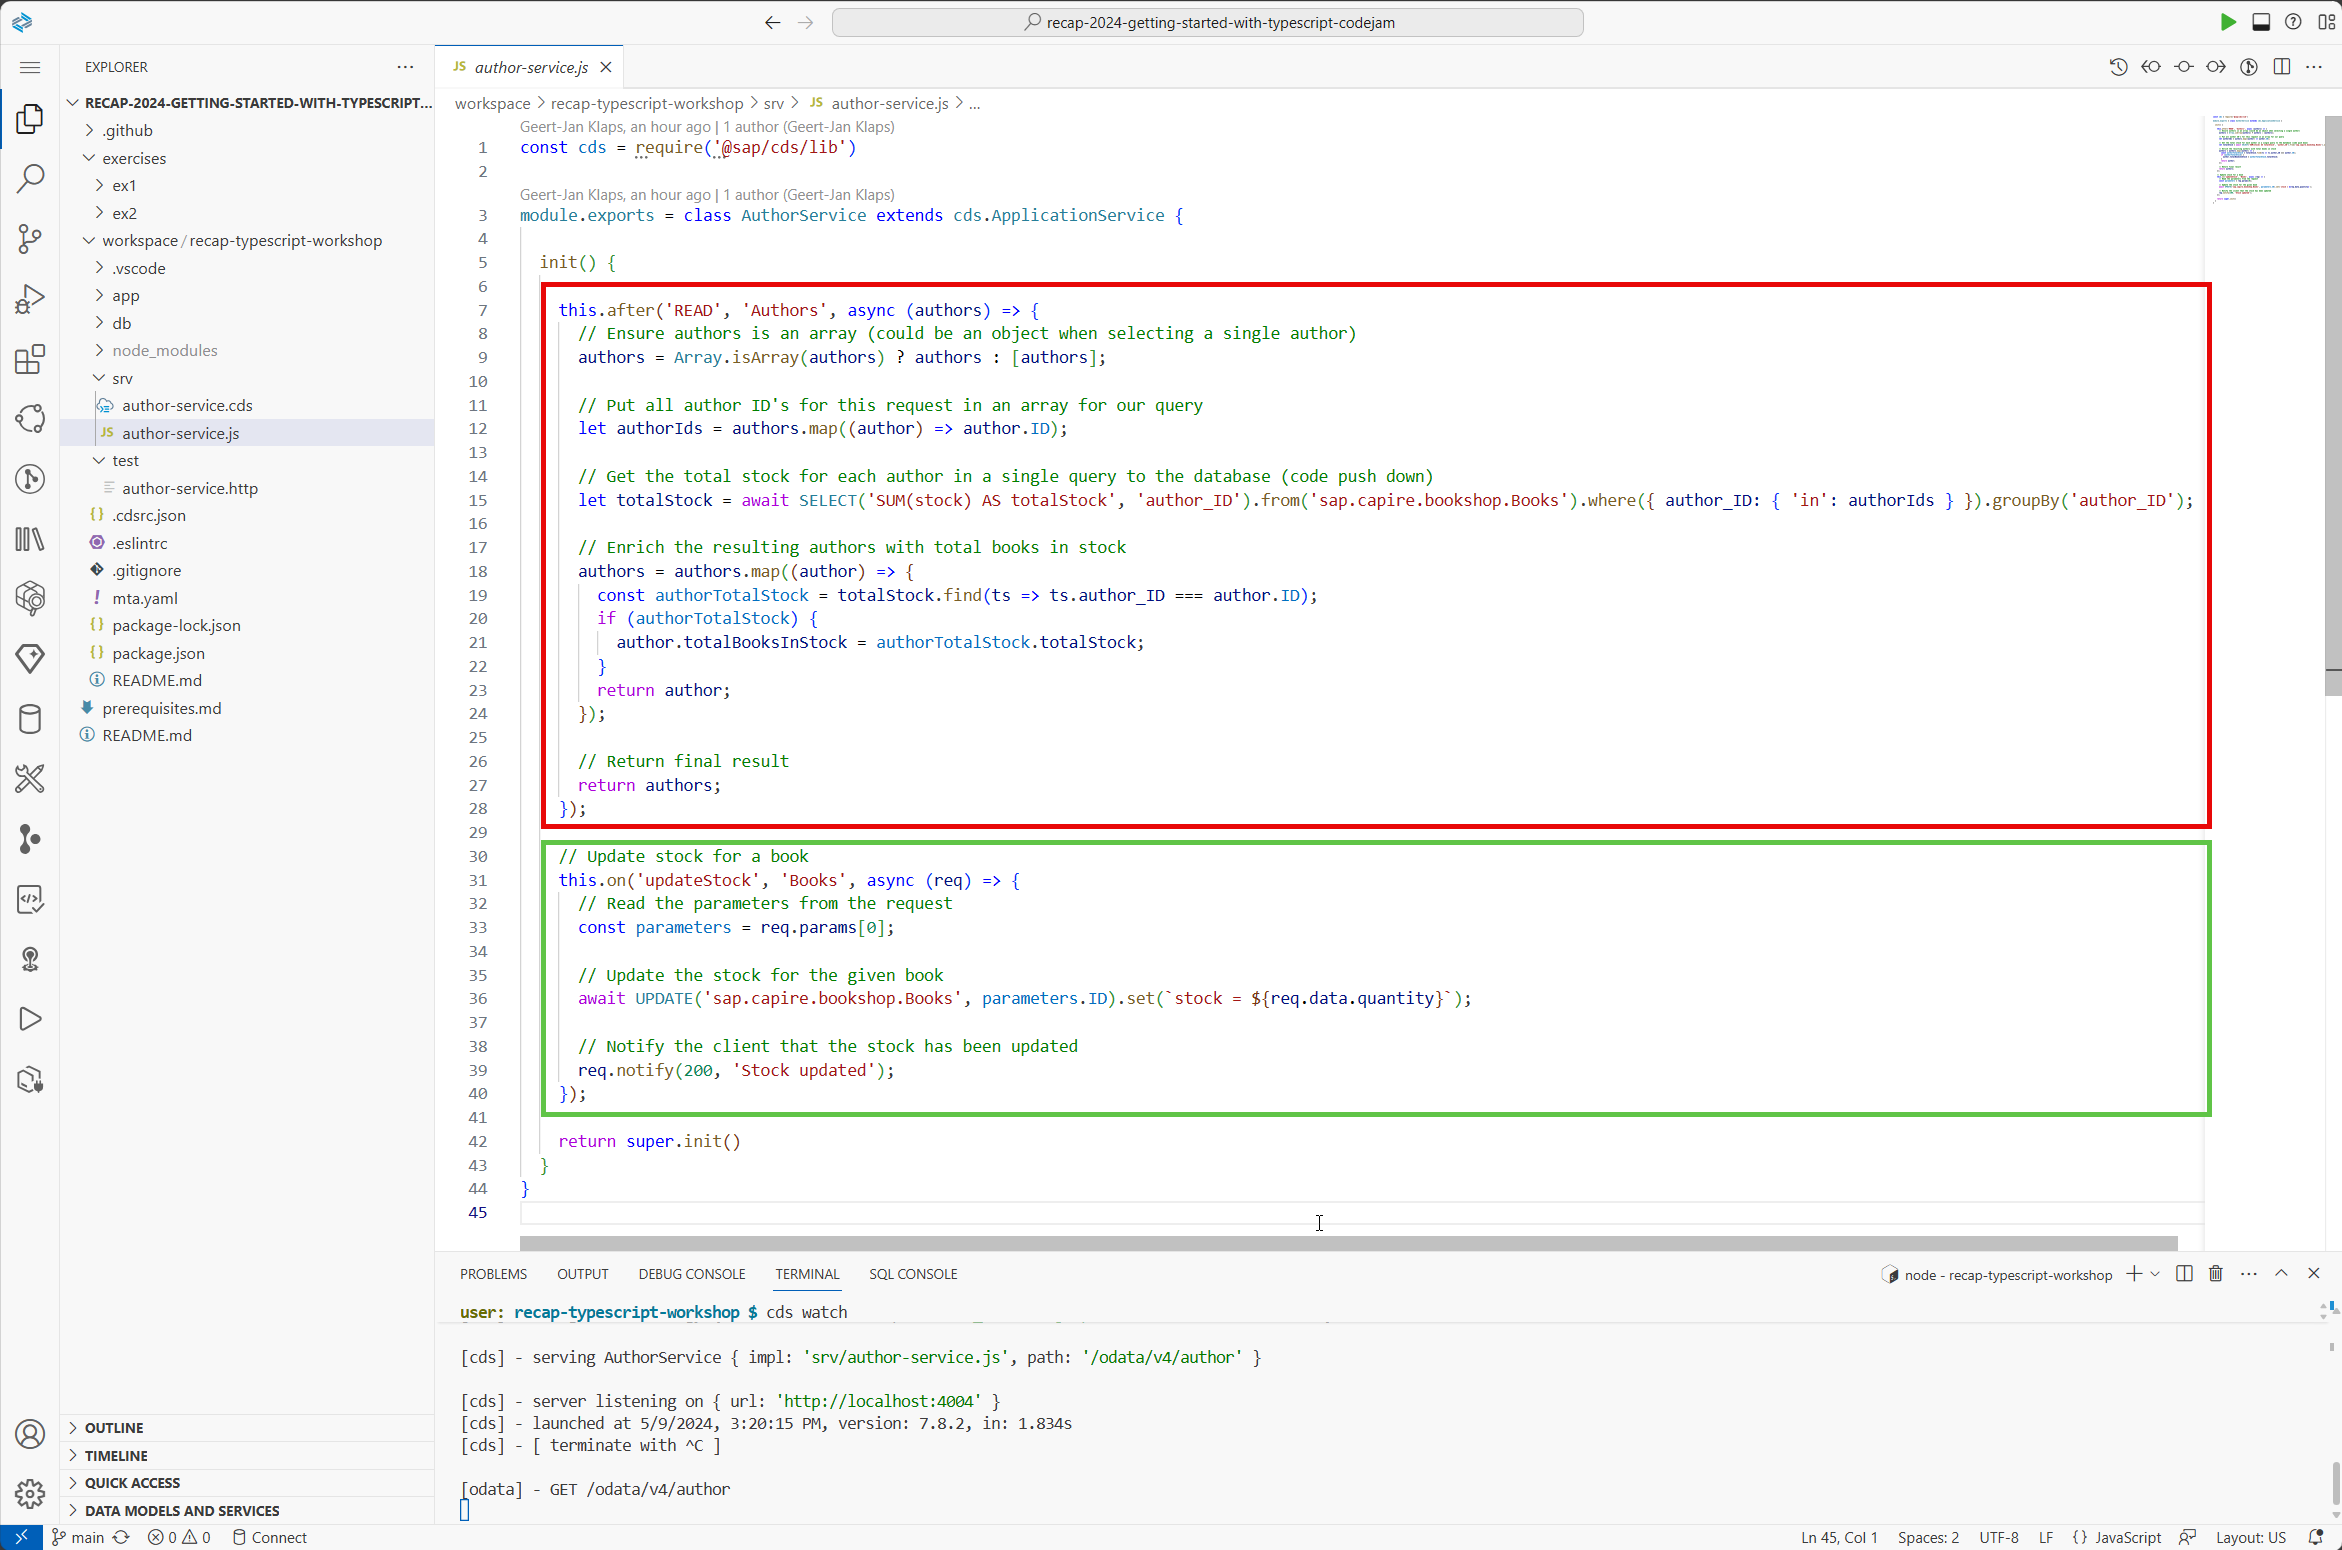 recap-2024-getting-started-with-typescript-codejam
EXPLORER
RECAP-2024-GETTING-STARTED-WITH-TYPESCRIPT...
.github
exercises
ex1
ex2
workspace / recap-typescript-workshop
.vscode
app
db
node_modules
srv
author-service.cds
JS author-service.js
test
author-service.http
{} .cdsrc.json
.eslintrc
.gitignore
! mta.yaml
{} package-lock.json
{} package.json
README.md
prerequisites.md
README.md
OUTLINE
TIMELINE
QUICK ACCESS
DATA MODELS AND SERVICES
JS author-service.js
workspace > recap-typescript-workshop > srv > JS author-service.js > ...
Geert-Jan Klaps, an hour ago | 1 author (Geert-Jan Klaps)
1 const cds = require('@sap/cds/lib')
2
Geert-Jan Klaps, an hour ago | 1 author (Geert-Jan Klaps)
3 module.exports = class AuthorService extends cds.ApplicationService {
4
5 init() {
6
7 this.after('READ', 'Authors', async (authors) => {
8 // Ensure authors is an array (could be an object when selecting a single author)
9 authors = Array.isArray(authors) ? authors : [authors];
10
11 // Put all author ID's for this request in an array for our query
12 let authorIds = authors.map((author) => author.ID);
13
14 // Get the total stock for each author in a single query to the database (code push down)
15 let totalStock = await SELECT('SUM(stock) AS totalStock', 'author_ID').from('sap.capire.bookshop.Books').where({ author_ID: { 'in': authorIds } }).groupBy('author_ID');
16
17 // Enrich the resulting authors with total books in stock
18 authors = authors.map((author) => {
19 const authorTotalStock = totalStock.find(ts => ts.author_ID === author.ID);
20 if (authorTotalStock) {
21 author.totalBooksInStock = authorTotalStock.totalStock;
22 }
23 return author;
24 });
25
26 // Return final result
27 return authors;
28 });
29
30 // Update stock for a book
31 this.on('updateStock', 'Books', async (req) => {
32 // Read the parameters from the request
33 const parameters = req.params[0];
34
35 // Update the stock for the given book
36 await UPDATE('sap.capire.bookshop.Books', parameters.ID).set(`stock = ${req.data.quantity}`);
37
38 // Notify the client that the stock has been updated
39 req.notify(200, 'Stock updated');
40 });
41
42 return super.init()
43 }
44 }
45
PROBLEMS OUTPUT DEBUG CONSOLE TERMINAL SQL CONSOLE
node - recap-typescript-workshop
user: recap-typescript-workshop $ cds watch
[cds] - serving AuthorService { impl: 'srv/author-service.js', path: '/odata/v4/author' }
[cds] - server listening on { url: 'http://localhost:4004' }
[cds] - launched at 5/9/2024, 3:20:15 PM, version: 7.8.2, in: 1.834s
[cds] - [ terminate with ^C ]
[odata] - GET /odata/v4/author
main 0 0 Connect
Ln 45, Col 1 Spaces: 2 UTF-8 LF {} JavaScript Layout: US